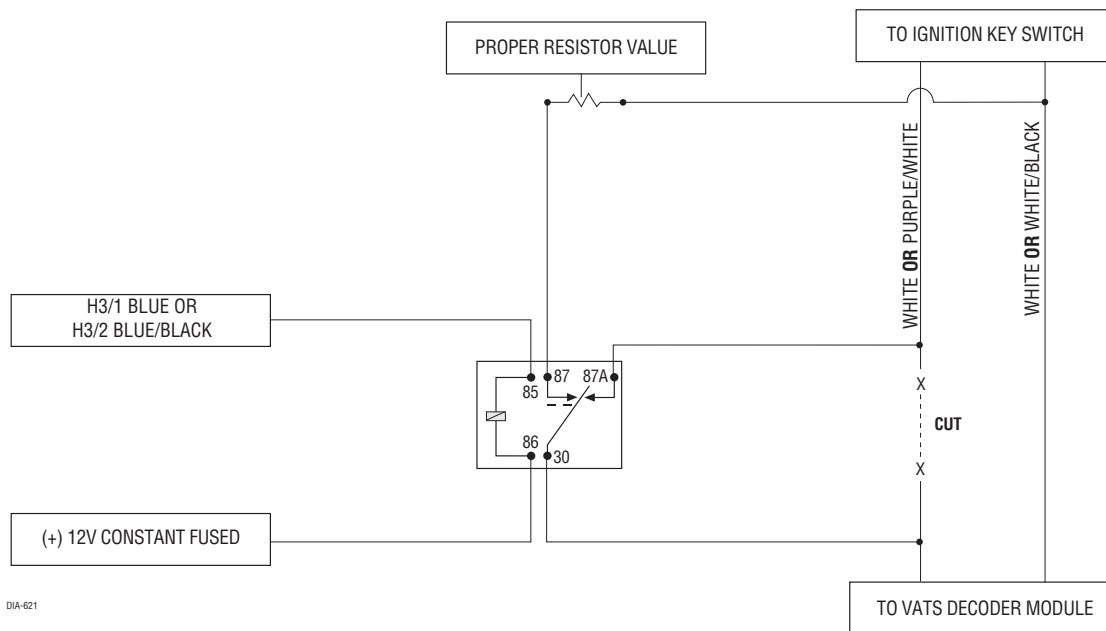 PROPER RESISTOR VALUE
TO IGNITION KEY SWITCH
WHITE OR PURPLE/WHITE
WHITE OR WHITE/BLACK
H3/1 BLUE OR
H3/2 BLUE/BLACK
87
87A
85
86
30
X
CUT
X
(+) 12V CONSTANT FUSED
DIA-621
TO VATS DECODER MODULE